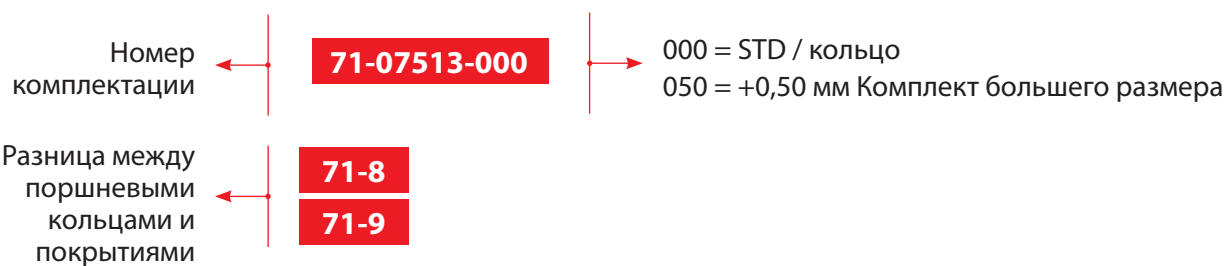 Номер
комплектации
71-07513-000
000 = STD / кольцо
050 = +0,50 мм Комплект большего размера
Разница между
поршневыми
кольцами и
покрытиями
71-8
71-9